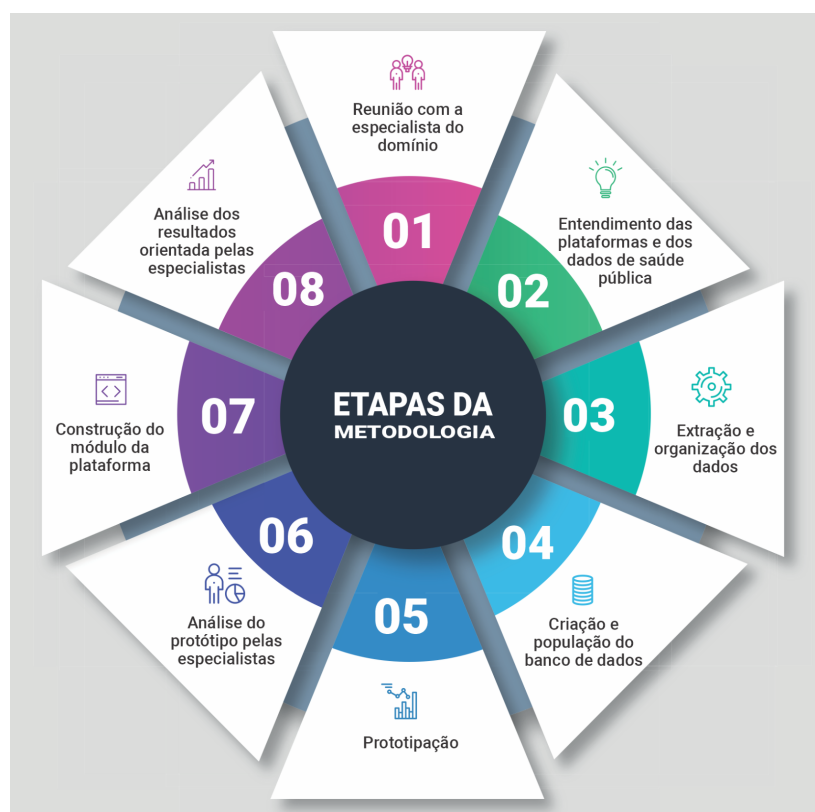 ETAPAS DA
METODOLOGIA
01
Reunião com a
especialista do
domínio
02
Entendimento das
plataformas e dos
dados de saúde
pública
03
Extração e
organização dos
dados
04
Criação e
população do
banco de dados
05
Prototipação
06
Análise do
protótipo pelas
especialistas
07
Construção do
módulo da
plataforma
08
Análise dos
resultados
orientada pelas
especialistas